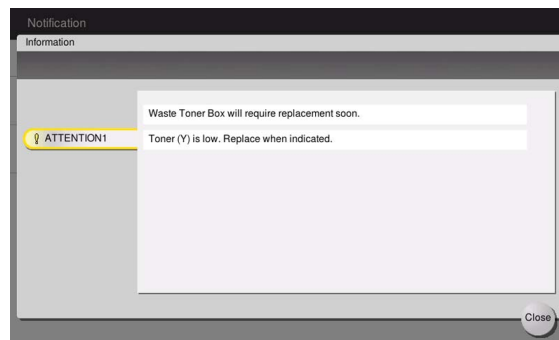 Notification
Information
Waste Toner Box will require replacement soon.
ATTENTION1
Toner (Y) is low. Replace when indicated.
Close